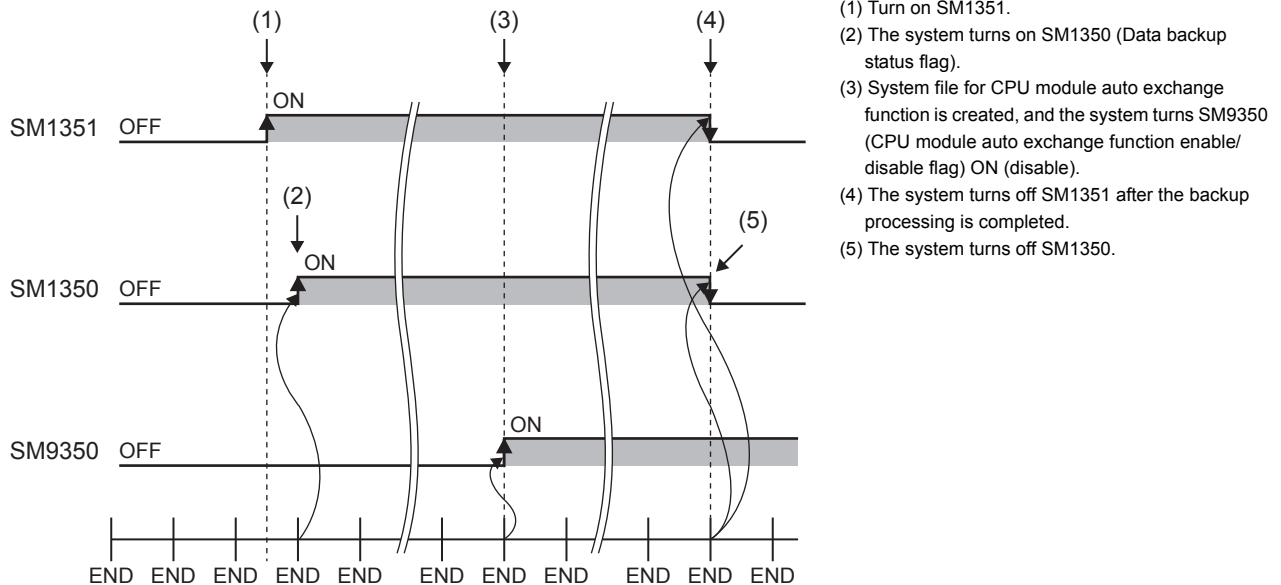 (1) (3) (4)
SM1351 OFF ON
(2) (5)
SM1350 OFF ON
SM9350 OFF ON
END END END END END END END END END END END
(1) Turn on SM1351.
(2) The system turns on SM1350 (Data backup
status flag).
(3) System file for CPU module auto exchange
function is created, and the system turns SM9350
(CPU module auto exchange function enable/
disable flag) ON (disable).
(4) The system turns off SM1351 after the backup
processing is completed.
(5) The system turns off SM1350.